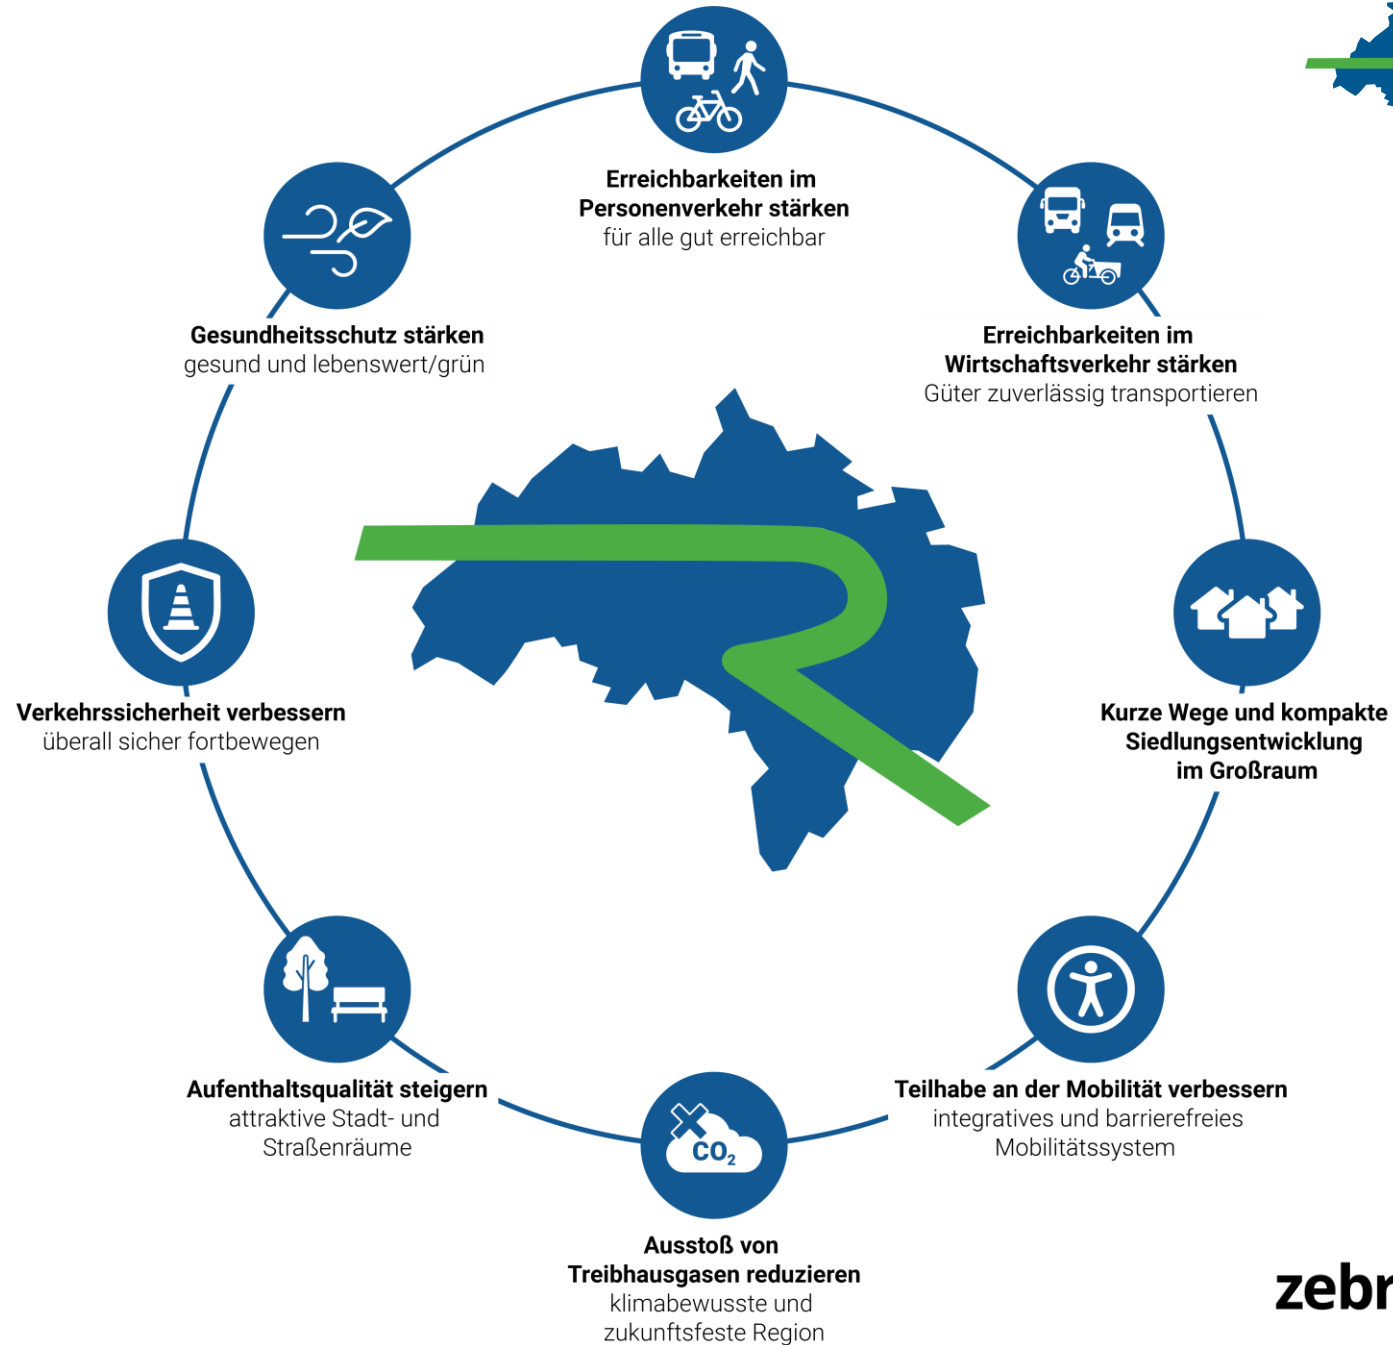 Erreichbarkeiten im
Personenverkehr stärken
für alle gut erreichbar
Erreichbarkeiten im
Wirtschaftsverkehr stärken
Güter zuverlässig transportieren
Kurze Wege und kompakte
Siedlungsentwicklung
im Großraum
Teilhabe an der Mobilität verbessern
integratives und barrierefreies
Mobilitätssystem
CO₂
Ausstoß von
Treibhausgasen reduzieren
klimabewusste und
zukunftsfeste Region
Aufenthaltsqualität steigern
attraktive Stadt- und
Straßenräume
Verkehrssicherheit verbessern
überall sicher fortbewegen
Gesundheitsschutz stärken
gesund und lebenswert/grün
zebr